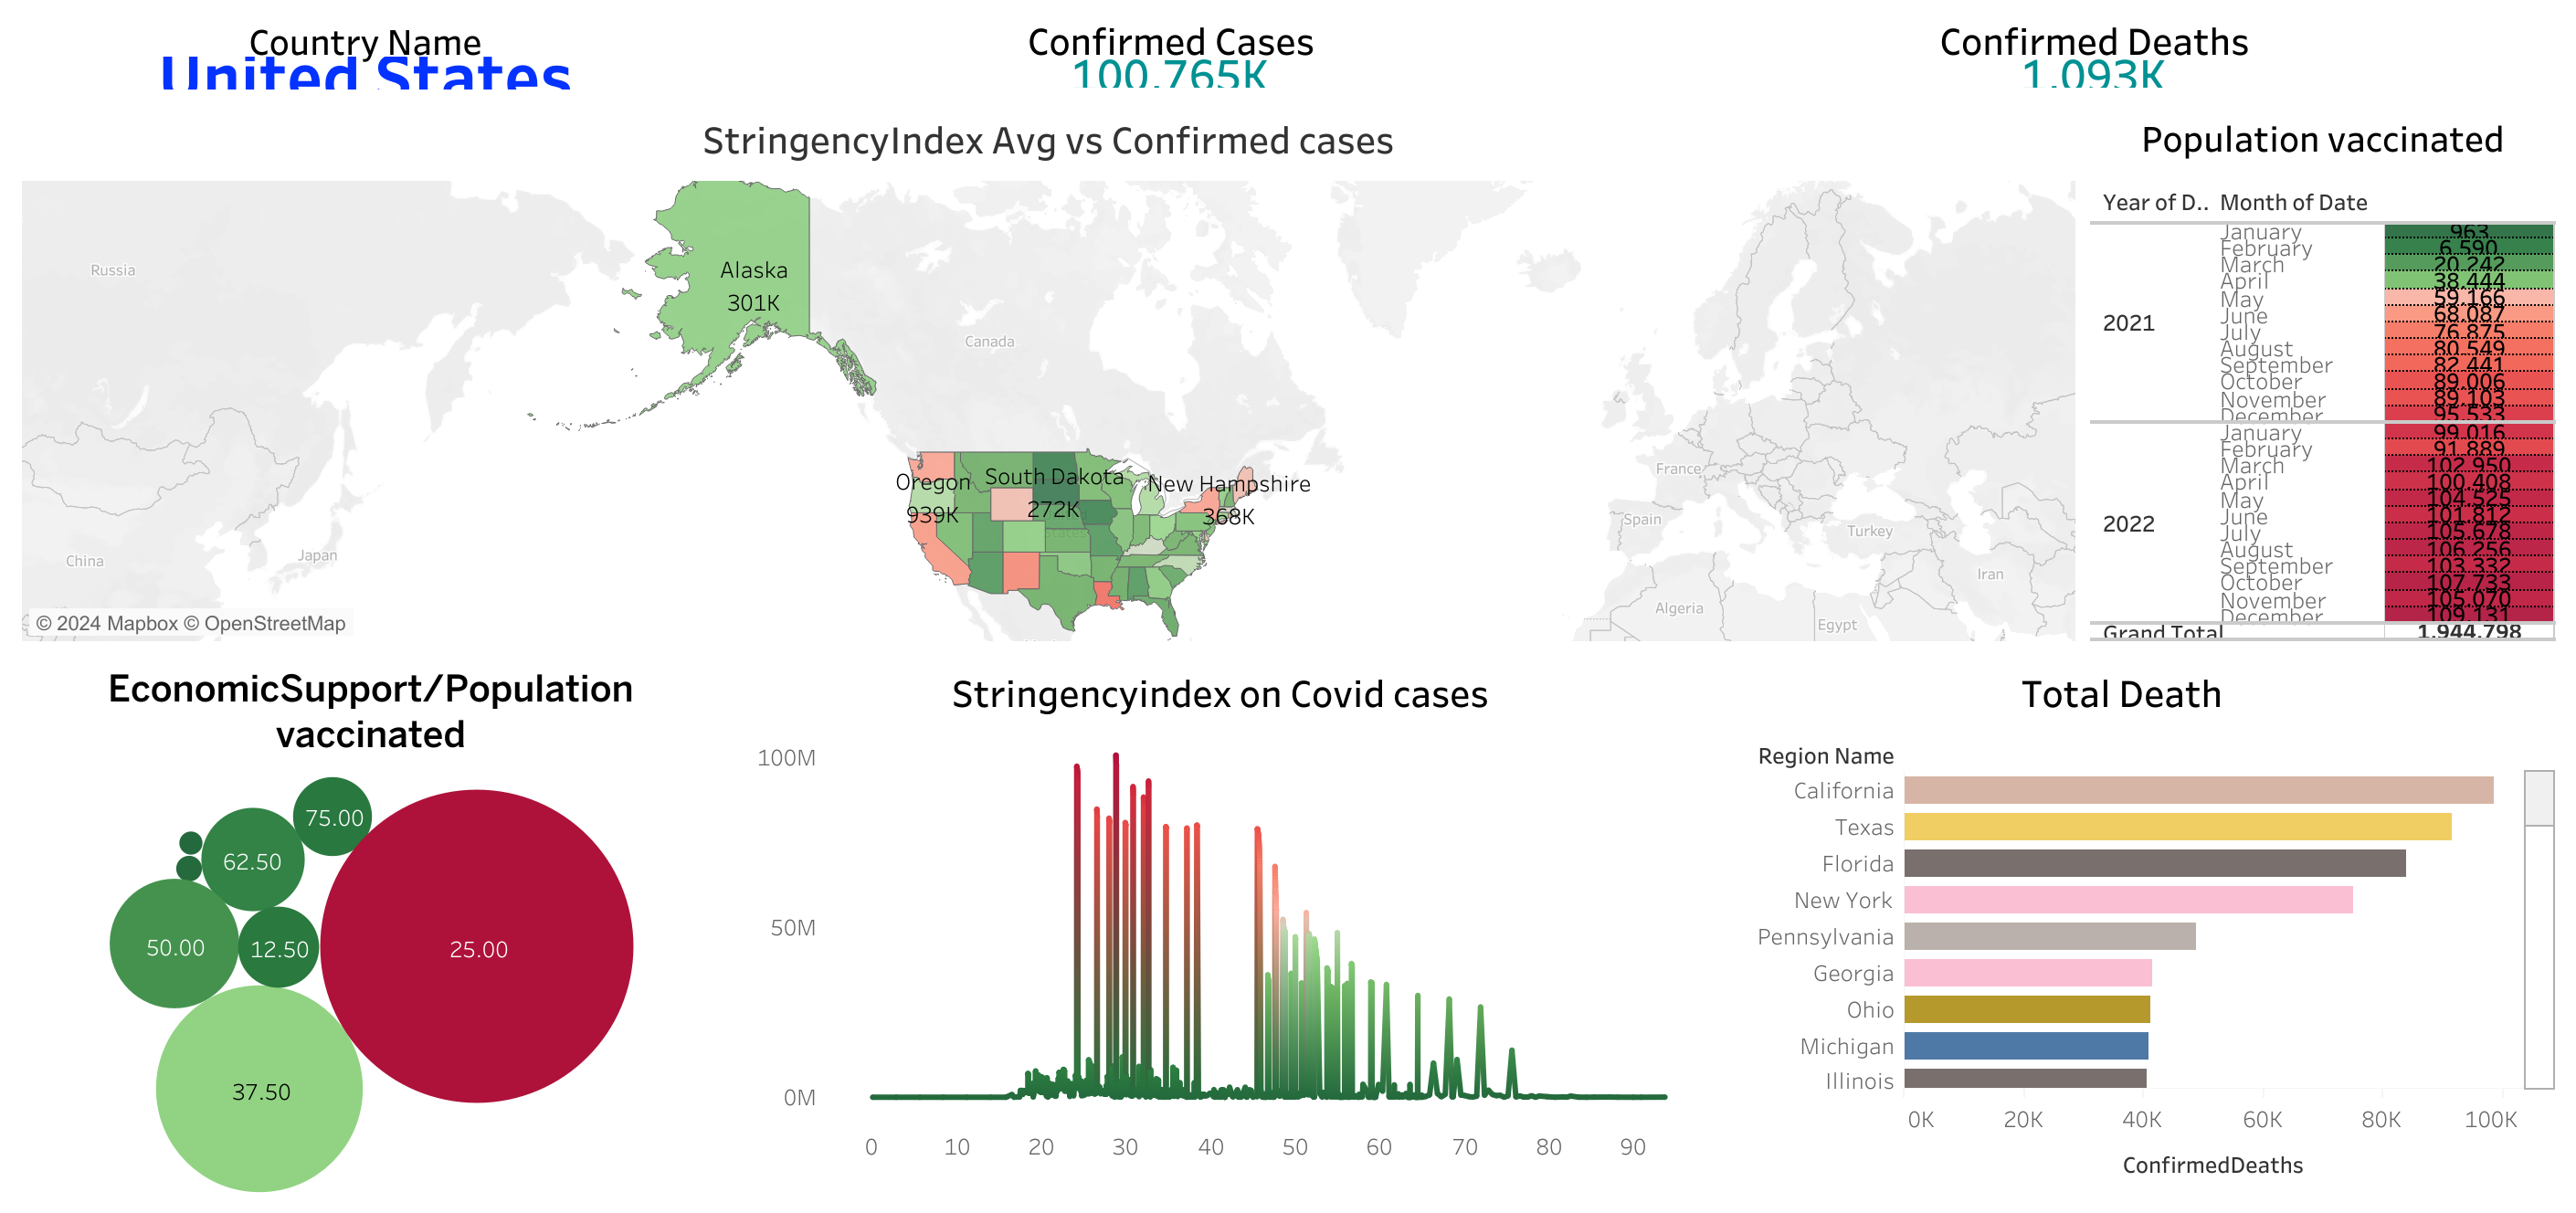 Country Name
United States
Confirmed Cases
100,765K
Confirmed Deaths
1,093K
StringencyIndex Avg vs Confirmed cases
Russia
China
Japan
Canada
Alaska
301K
Oregon
939K
South Dakota
272K
New Hampshire
368K
States
France
Spain
Turkey
Algeria
Egypt
Iran
© 2024 Mapbox © OpenStreetMap
Population vaccinated
Year of D.. Month of Date
2021
January 963
February 6,590
March 20,242
April 38,444
May 59,166
June 68,087
July 76,875
August 80,549
September 82,441
October 89,006
November 89,103
December 95,533
2022
January 99,016
February 91,889
March 102,950
April 100,408
May 104,525
June 101,812
July 105,678
August 106,256
September 103,332
October 107,733
November 105,070
December 109,131
Grand Total 1,944,798
EconomicSupport/Population
vaccinated
75.00
62.50
50.00
12.50
25.00
37.50
Stringencyindex on Covid cases
100M
50M
0M
0 10 20 30 40 50 60 70 80 90
Total Death
Region Name
California
Texas
Florida
New York
Pennsylvania
Georgia
Ohio
Michigan
Illinois
0K 20K 40K 60K 80K 100K
ConfirmedDeaths